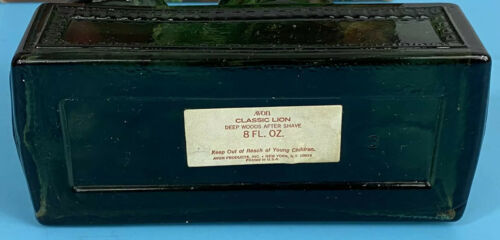 AVON
CLASSIC LION
DEEP WOODS AFTER SHAVE
8 FL. OZ.
Keep Out of Reach of Young Children.
AVON PRODUCTS, INC. • NEW YORK, N.Y. 10019
Printed in U.S.A.